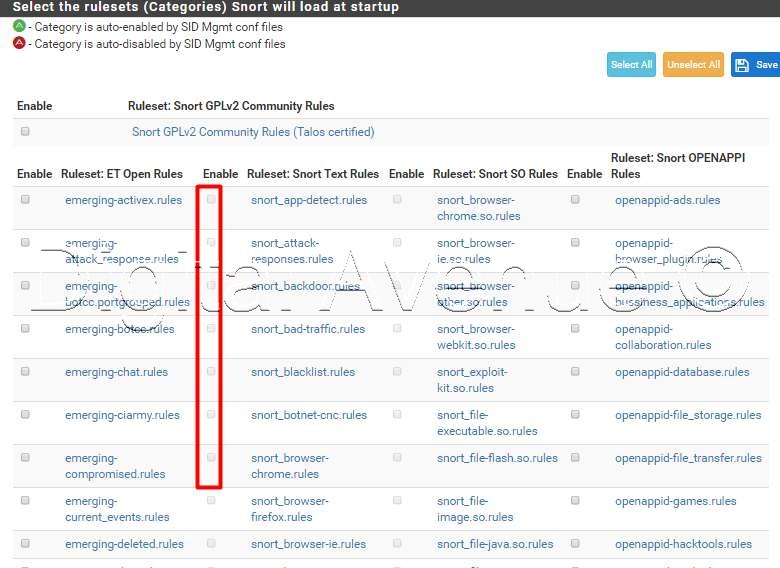 Select the rulesets (Categories) Snort will load at startup
- Category is auto-enabled by SID Mgmt conf files
- Category is auto-disabled by SID Mgmt conf files
Select All Unselect All Save
Enable Ruleset: Snort GPLv2 Community Rules
Snort GPLv2 Community Rules (Talos certified)
Enable Ruleset: ET Open Rules Enable Ruleset: Snort Text Rules Enable Ruleset: Snort SO Rules Enable Ruleset: Snort OPENAPPID
Rules
emerging-activex.rules snort_app-detect.rules snort_browser- openappid-ads.rules
chrome.so.rules
emerging- snort_attack- snort_browser- openappid-
attack_response.rules responses.rules ie.so.rules browser_plugin.rules
emerging- snort_backdoor.rules snort_browser- openappid-
botcc.portgrouped.rules other.so.rules bussiness_applications.rules
emerging-botcc.rules snort_bad-traffic.rules snort_browser- openappid-
webkit.so.rules collaboration.rules
emerging-chat.rules snort_blacklist.rules snort_exploit- openappid-database.rules
kit.so.rules
emerging-ciarmy.rules snort_botnet-cnc.rules snort_file- openappid-file_storage.rules
executable.so.rules
emerging- snort_browser- snort_file-flash.so.rules openappid-file_transfer.rules
compromised.rules chrome.rules
emerging- snort_browser- snort_file- openappid-games.rules
current_events.rules firefox.rules image.so.rules
emerging-deleted.rules snort_browser-ie.rules snort_file-java.so.rules openappid-hacktools.rules